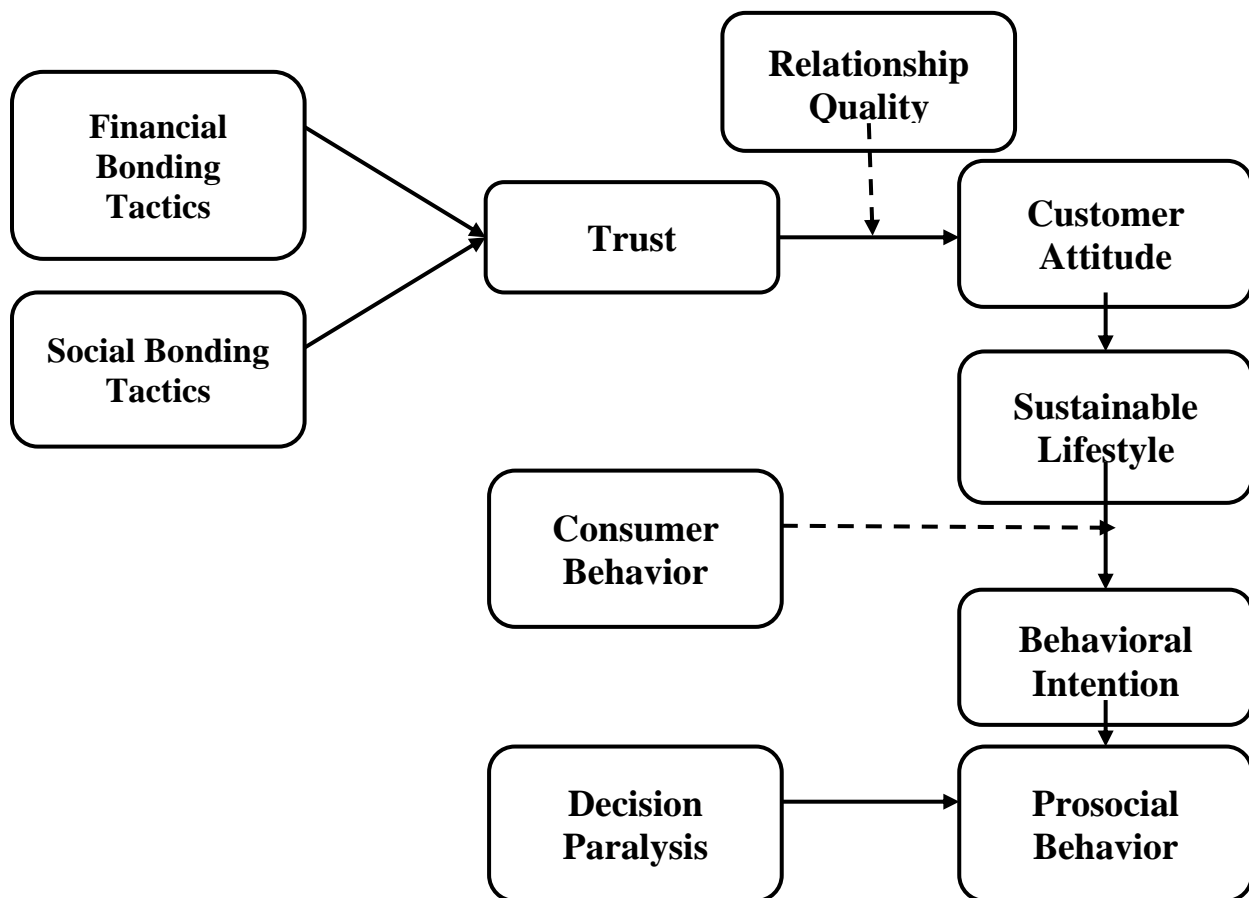 Relationship
Quality
Financial
Bonding
Tactics
Trust
Customer
Attitude
Social Bonding
Tactics
Sustainable
Lifestyle
Consumer
Behavior
Behavioral
Intention
Decision
Paralysis
Prosocial
Behavior